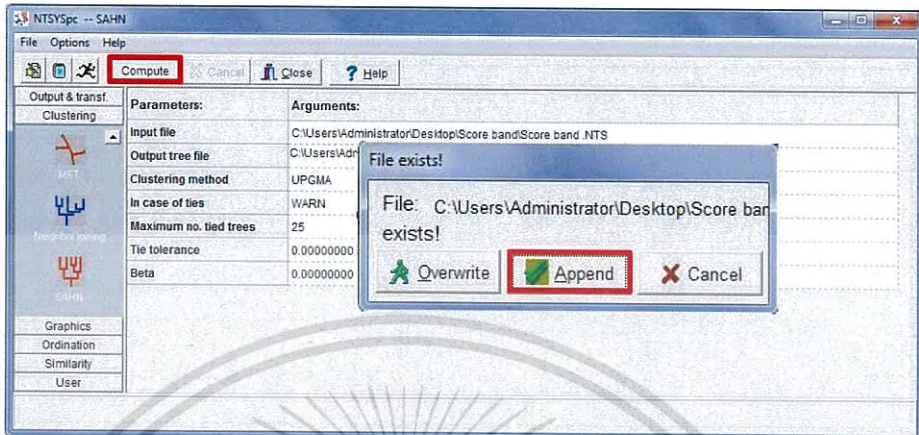 NTSYSpc -- SAHN
File Options Help
Compute Cancel Close ? Help
Output & transf.
Clustering
MST
Neighbor joining
SAHN
Graphics
Ordination
Similarity
User
Parameters: Arguments:
Input file C:\Users\Administrator\Desktop\Score band\Score band .NTS
Output tree file C:\Users\Adr
Clustering method UPGMA
In case of ties WARN
Maximum no. tied trees 25
Tie tolerance 0.00000000
Beta 0.00000000
File exists!
File: C:\Users\Administrator\Desktop\Score bar
exists!
Overwrite Append Cancel